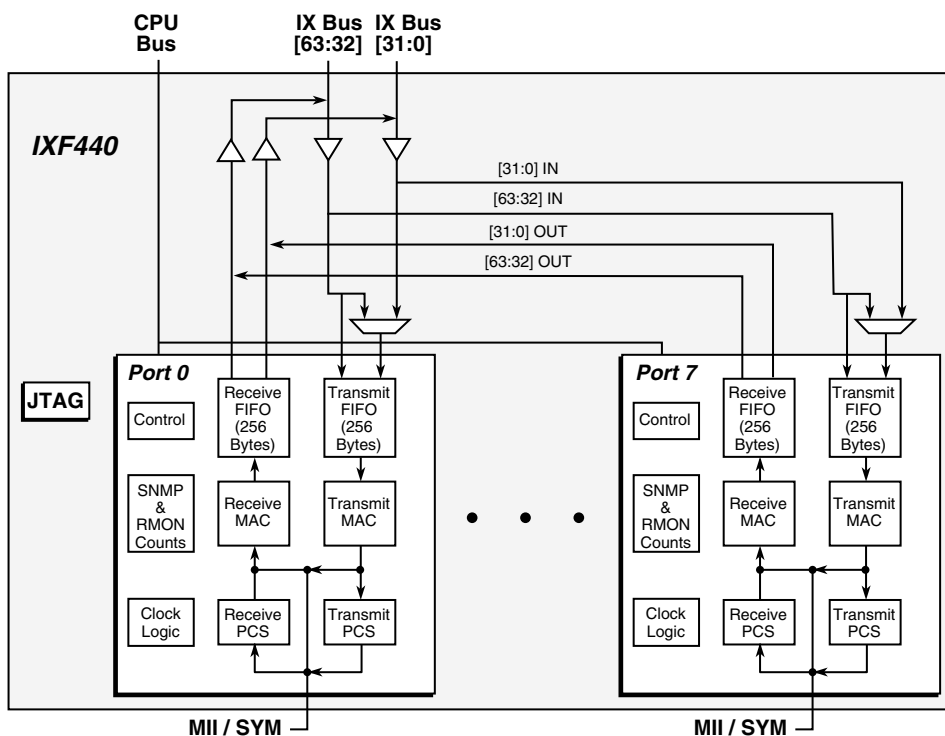 CPU
Bus
IX Bus
[63:32]
IX Bus
[31:0]
IXF440
[31:0] IN
[63:32] IN
[31:0] OUT
[63:32] OUT
JTAG
Port 0
Control
Receive
FIFO
(256
Bytes)
Transmit
FIFO
(256
Bytes)
SNMP
&
RMON
Counts
Receive
MAC
Transmit
MAC
Clock
Logic
Receive
PCS
Transmit
PCS
MII / SYM
Port 7
Control
Receive
FIFO
(256
Bytes)
Transmit
FIFO
(256
Bytes)
SNMP
&
RMON
Counts
Receive
MAC
Transmit
MAC
Clock
Logic
Receive
PCS
Transmit
PCS
MII / SYM